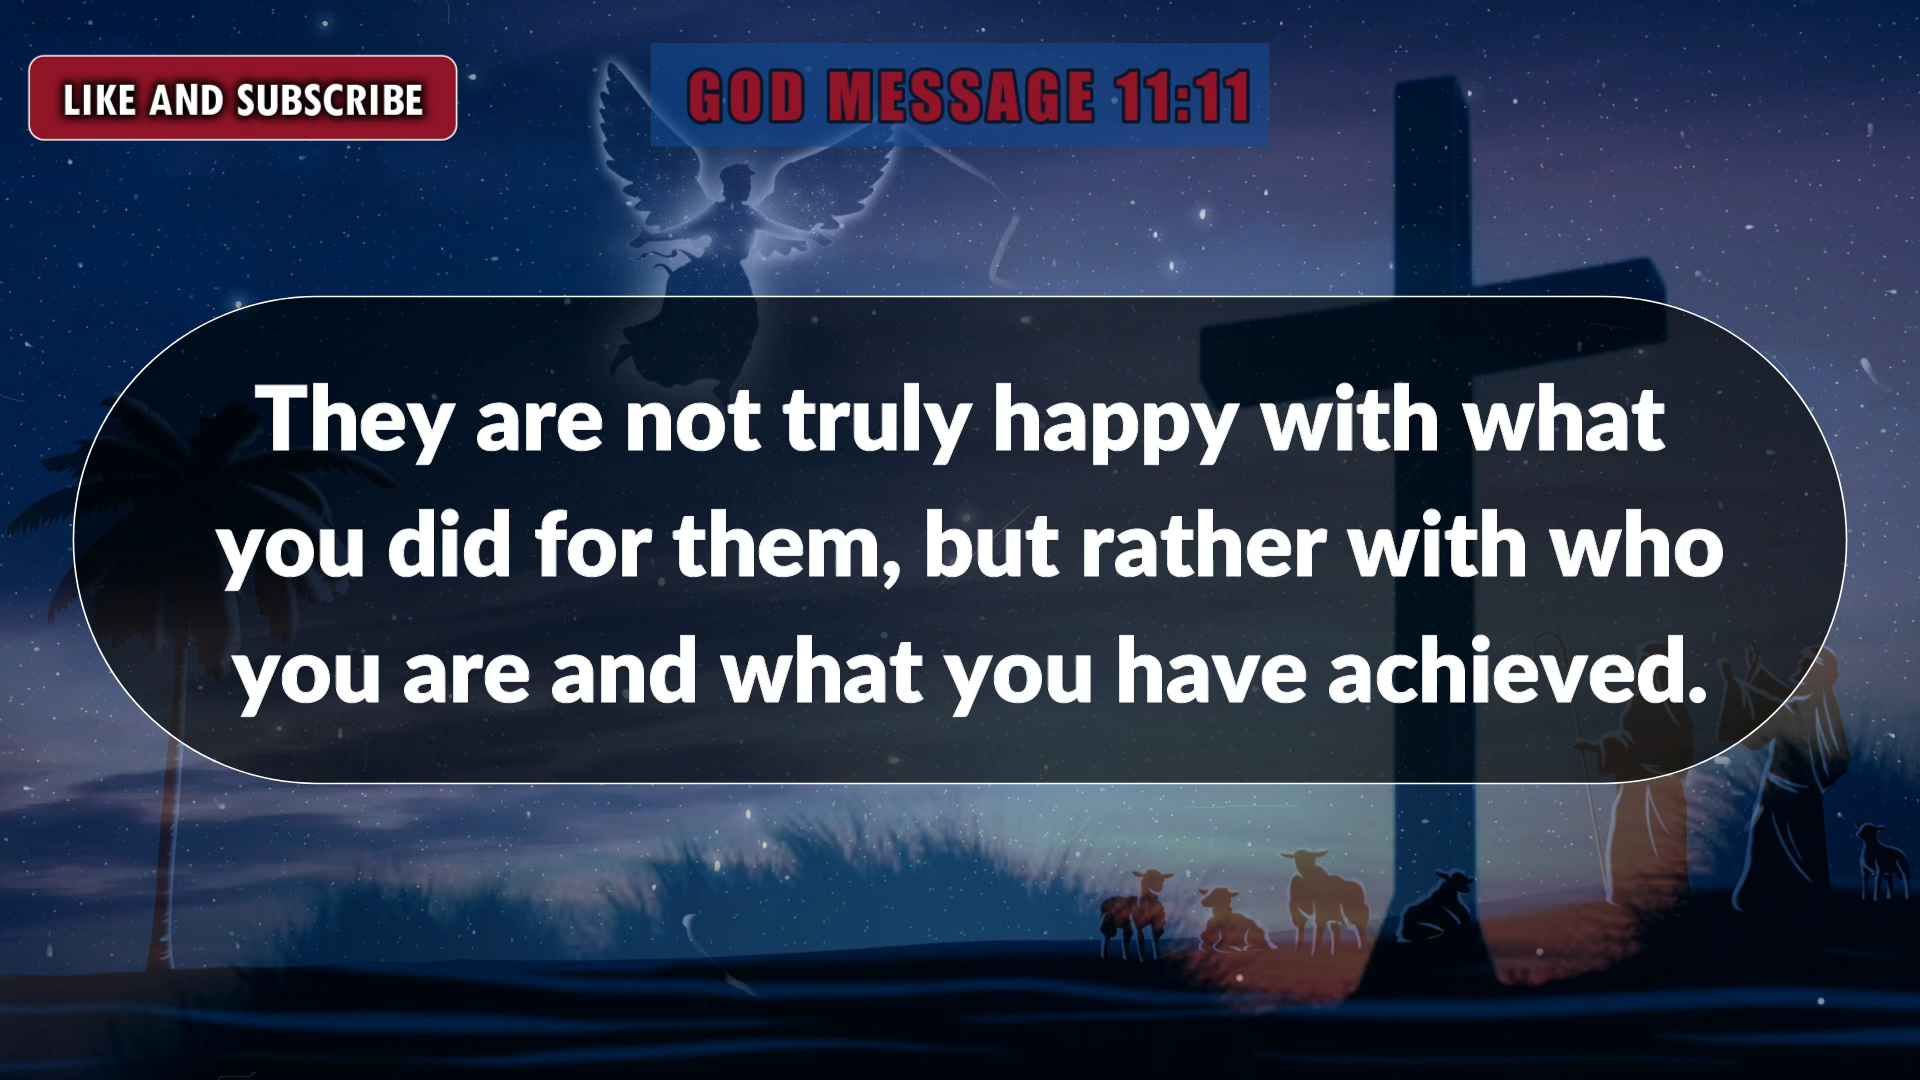 LIKE AND SUBSCRIBE
GOD MESSAGE 11:11
They are not truly happy with what
you did for them, but rather with who
you are and what you have achieved.